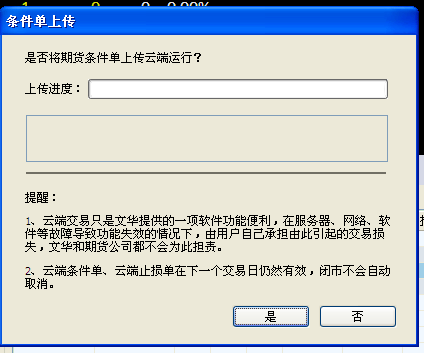 1 0 0 0.00%
条件单上传
是否将期货条件单上传云端运行？
上传进度：
提醒：
1、云端交易只是文华提供的一项软件功能便利，在服务器、网络、软
件等故障导致功能失效的情况下，由用户自己承担由此引起的交易损
失，文华和期货公司都不会为此担责。
2、云端条件单、云端止损单在下一个交易日仍然有效，闭市不会自动
取消。
是 否